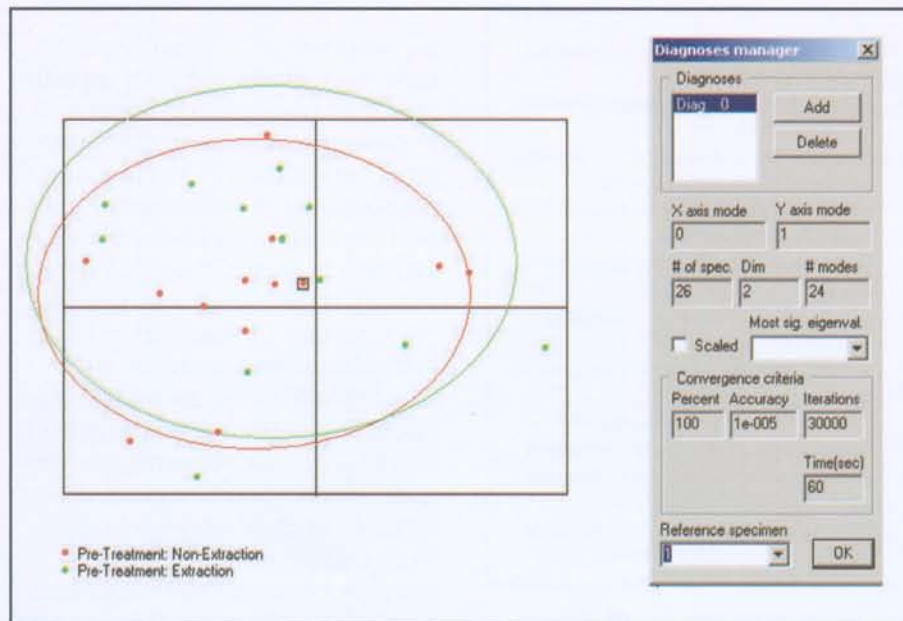 Diagnoses manager
Diagnoses
Diag 0
Add
Delete
X axis mode Y axis mode
0 1
# of spec. Dim # modes
26 2 24
Most sig. eigenval.
Scaled
Convergence criteria
Percent Accuracy Iterations
100 1e-005 30000
Time(sec)
60
Reference specimen
1 OK
Pre-Treatment: Non-Extraction
Pre-Treatment: Extraction